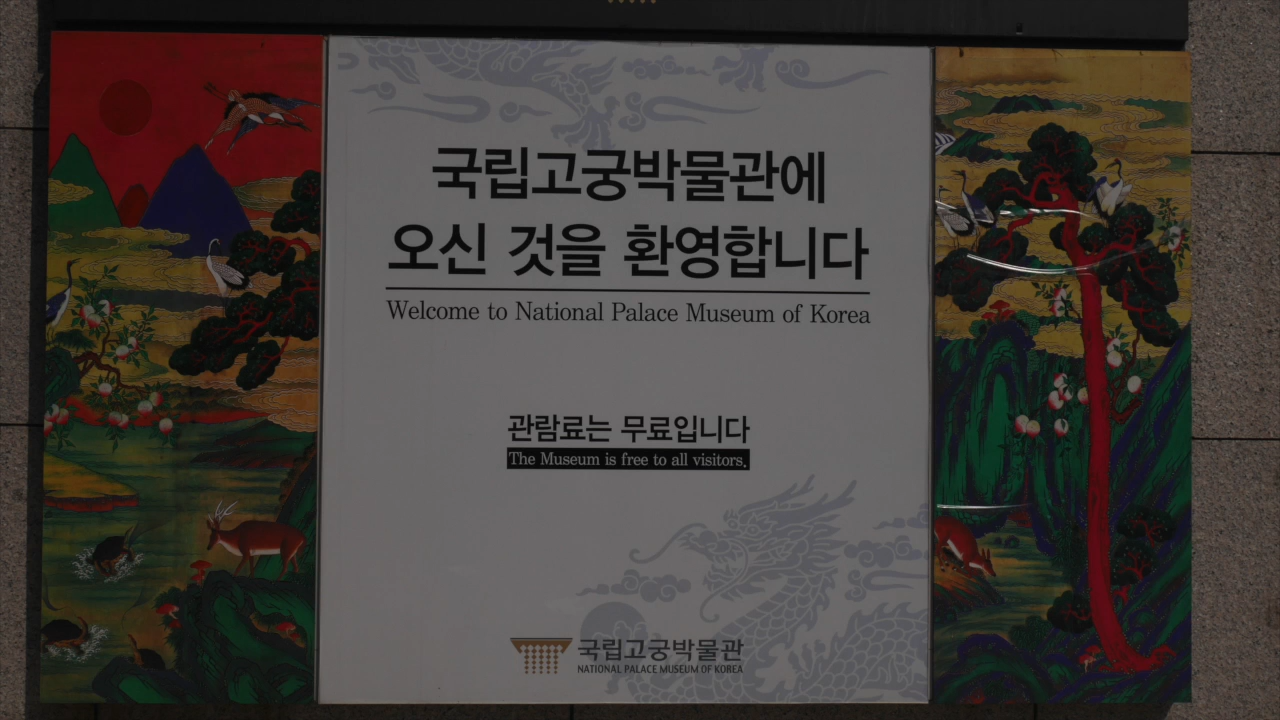 국립고궁박물관에
오신 것을 환영합니다
Welcome to National Palace Museum of Korea
관람료는 무료입니다
The Museum is free to all visitors.
국립고궁박물관
NATIONAL PALACE MUSEUM OF KOREA